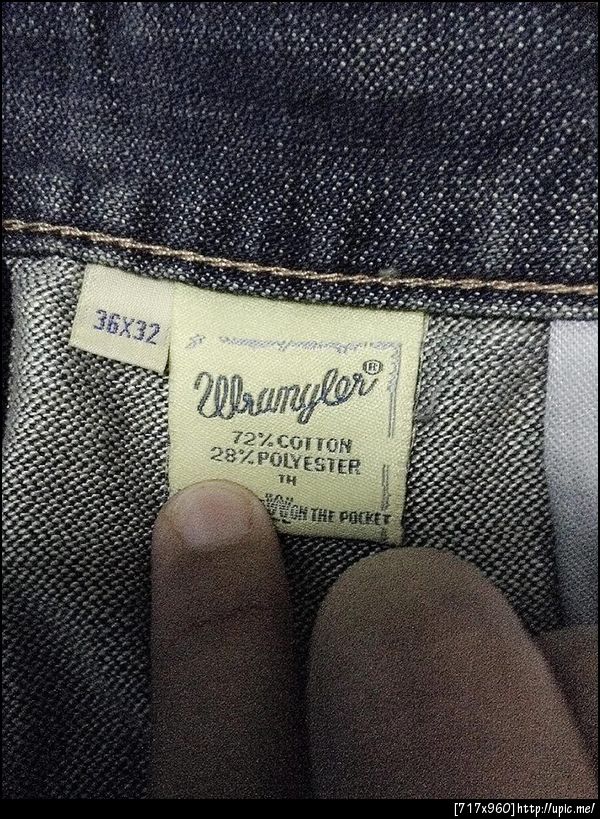 36X32
Wrangler®
72% COTTON
28% POLYESTER
TH
W ON THE POCKET
[717x960]http://upic.me/